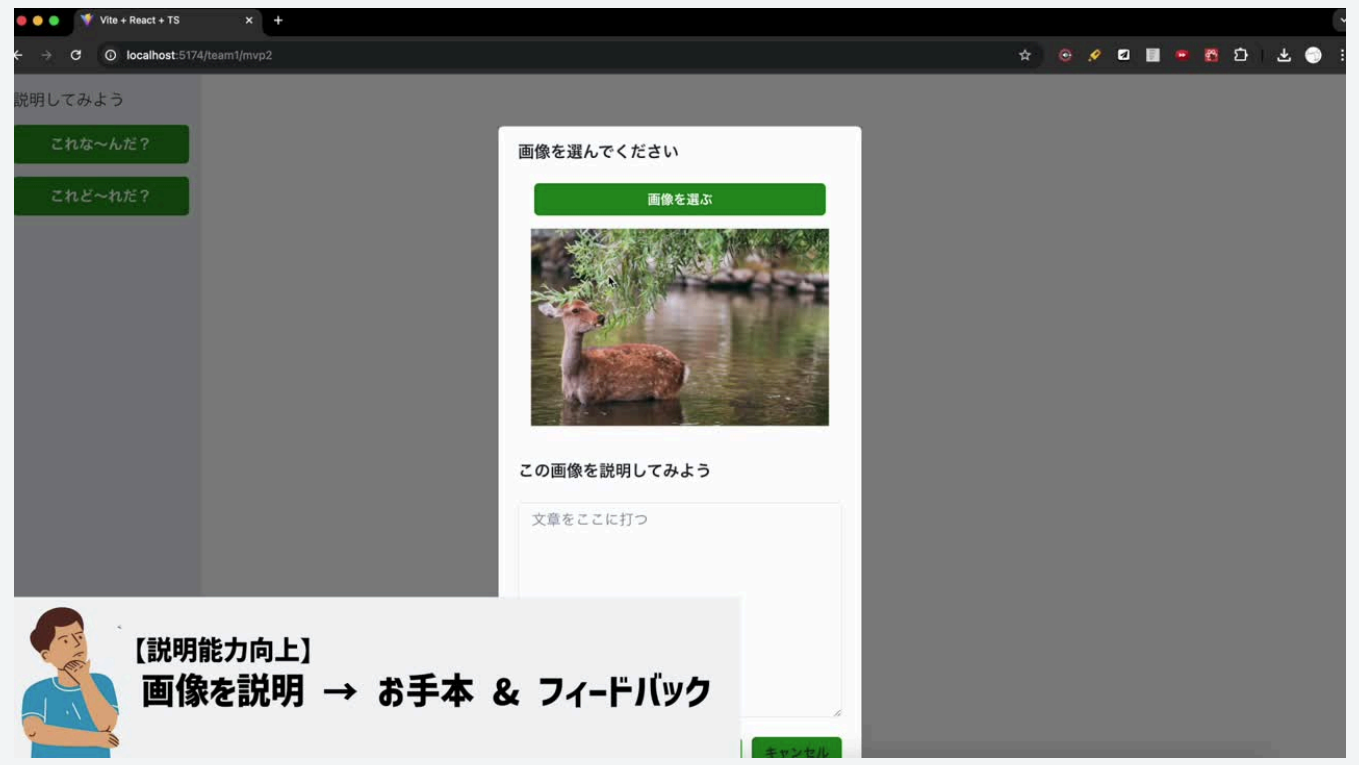 Vite + React + TS
localhost:5174/team1/mvp2
説明してみよう
これな〜んだ？
これど〜れだ？
画像を選んでください
画像を選ぶ
この画像を説明してみよう
文章をここに打つ
キャンセル
【説明能力向上】
画像を説明 → お手本 & フィードバック